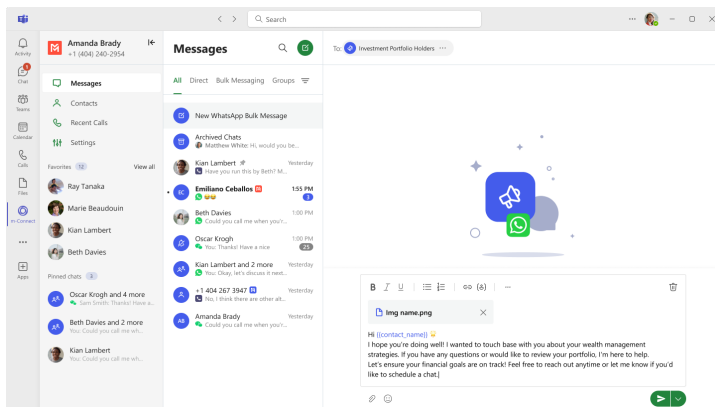 Search
Activity
Chat
Teams
Calendar
Calls
Files
In-Connect
Apps
Amanda Brady
+1 (404) 240-2954
Messages
Contacts
Recent Calls
Settings
Favorites 12 View all
Ray Tanaka
Marie Beaudouin
Kian Lambert
Beth Davies
Pinned chats 3
Oscar Krogh and 4 more
Sam Smith: Thanks! Have a...
Beth Davies and 2 more
You: Could you call me wh...
Kian Lambert
You: Could you call me wh...
Messages
All Direct Bulk Messaging Groups
New WhatsApp Bulk Message
Archived Chats
Matthew White: Hi, would you be...
Kian Lambert Yesterday
Have you run this by Beth? M...
EC Emiliano Ceballos 1:55 PM
2
Beth Davies 1:00 PM
Could you call me when you'r...
Oscar Krogh 1:00 PM
You: Thanks! Have a nice 25
Kian Lambert and 2 more Yesterday
You: Okay, let's discuss it next...
+1 404 267 3947 Yesterday
No, I think there are other alt...
AB Amanda Brady Yesterday
Could you call me when you'r...
To: Investment Portfolio Holders ...
B I U
Img name.png
Hi {{contact_name}}
I hope you're doing well! I wanted to touch base with you about your wealth management
strategies. If you have any questions or would like to review your portfolio, I'm here to help.
Let's ensure your financial goals are on track! Feel free to reach out anytime or let me know if you'd
like to schedule a chat.